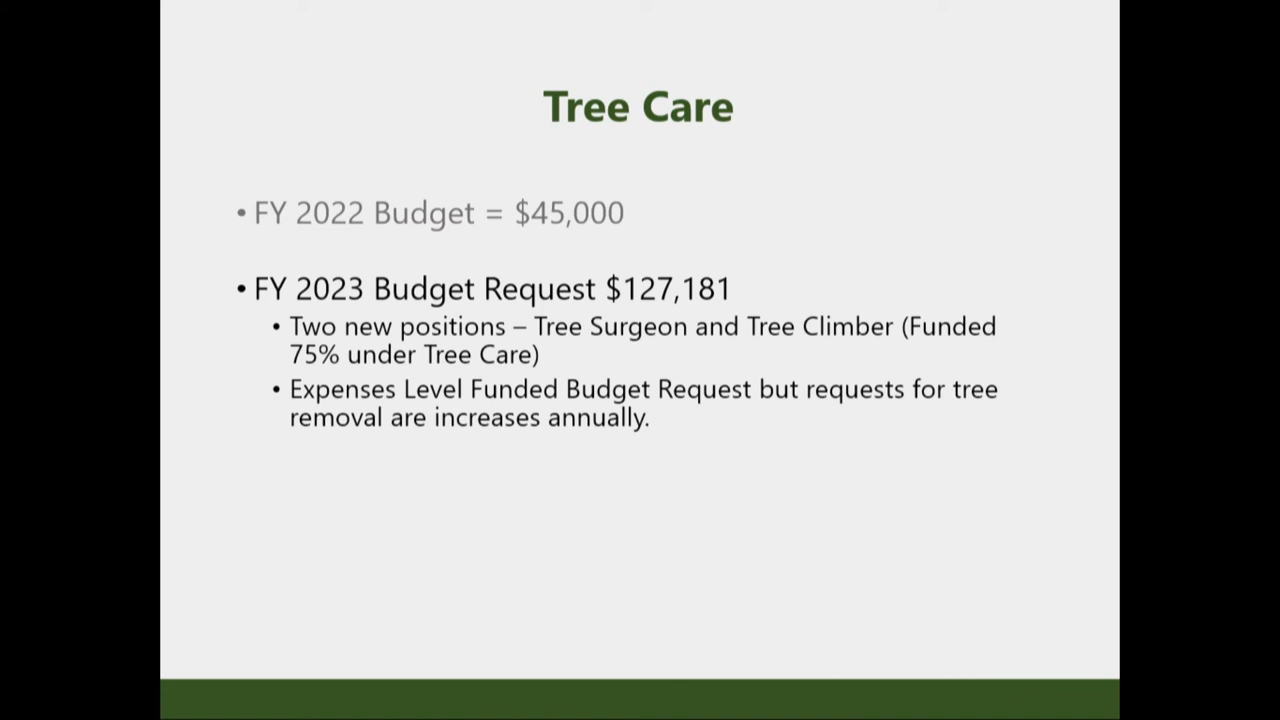 Tree Care
• FY 2022 Budget = $45,000
• FY 2023 Budget Request $127,181
• Two new positions – Tree Surgeon and Tree Climber (Funded
75% under Tree Care)
• Expenses Level Funded Budget Request but requests for tree
removal are increases annually.